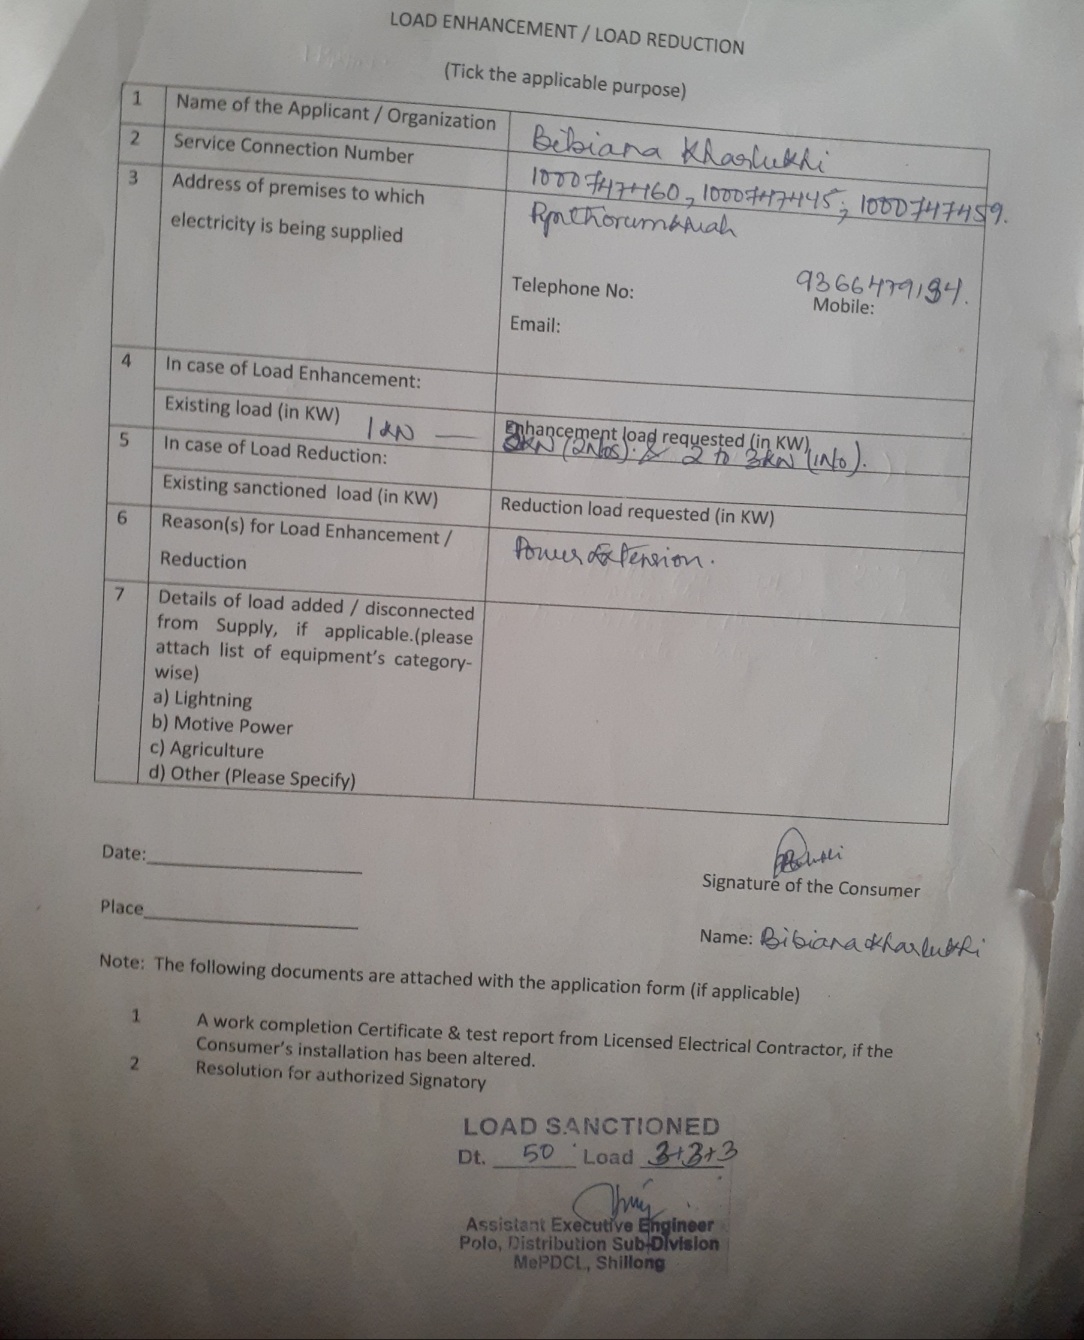 LOAD ENHANCEMENT / LOAD REDUCTION
(Tick the applicable purpose)
1 Name of the Applicant / Organization Bibiana Kharlukhi
2 Service Connection Number 1000747460, 1000747445, 1000747459.
3 Address of premises to which
electricity is being supplied
Telephone No: 9366479134.
Mobile:
Email:
4 In case of Load Enhancement:
Existing load (in KW) 1 KW — Enhancement load requested (in KW)
3KW (2Nos). & 2 to 3KW (1No).
5 In case of Load Reduction:
Existing sanctioned load (in KW) Reduction load requested (in KW)
6 Reason(s) for Load Enhancement /
Reduction Power Extension.
7 Details of load added / disconnected
from Supply, if applicable.(please
attach list of equipment's category-
wise)
a) Lightning
b) Motive Power
c) Agriculture
d) Other (Please Specify)
Date:
Signature of the Consumer
Place
Name: Bibiana Kharlukhi
Note: The following documents are attached with the application form (if applicable)
1 A work completion Certificate & test report from Licensed Electrical Contractor, if the
Consumer's installation has been altered.
2 Resolution for authorized Signatory
LOAD SANCTIONED
Dt. 50 Load 3+3+3
Assistant Executive Engineer
Polo, Distribution Sub-Division
MePDCL, Shillong